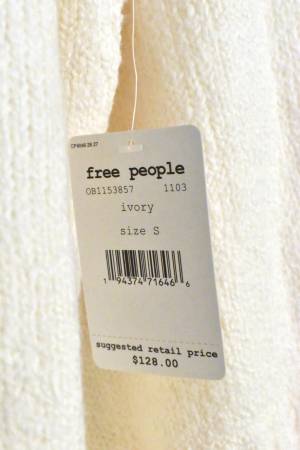 free people
OB1153857 1103
ivory
size S
1 94374 71646 6
suggested retail price
$128.00